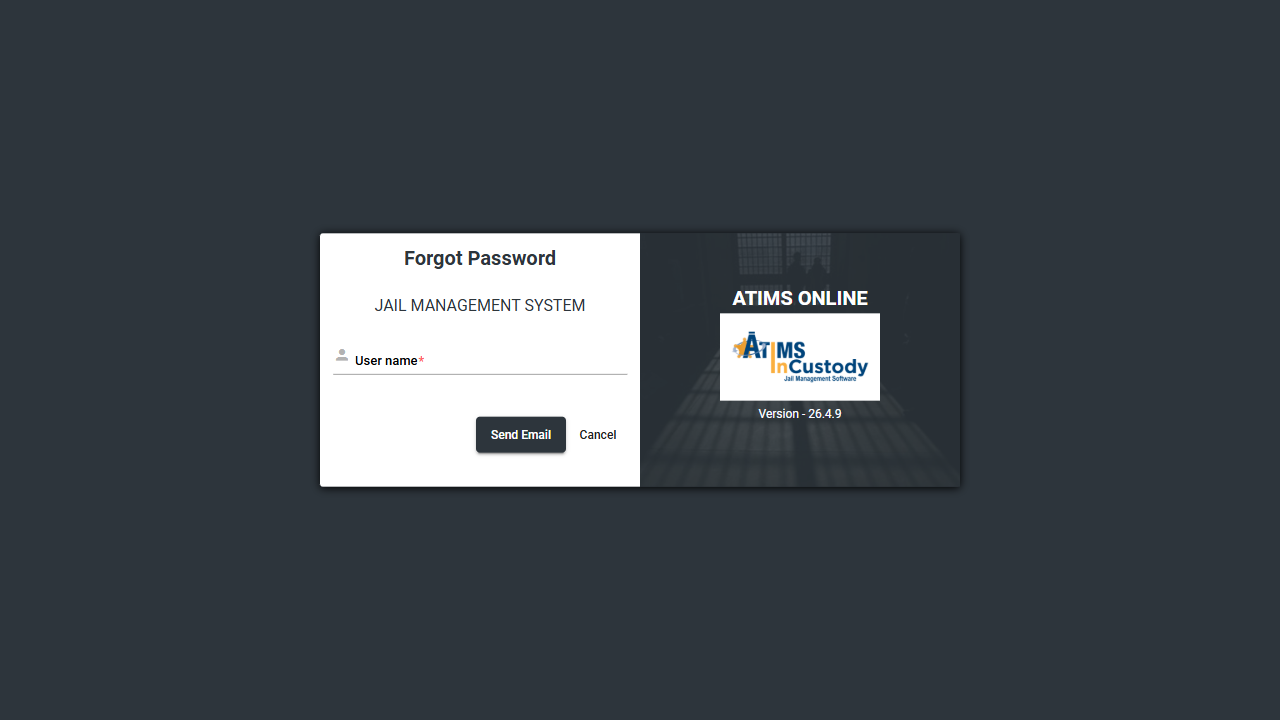 Forgot Password
JAIL MANAGEMENT SYSTEM
User name*
Send Email
Cancel
ATIMS ONLINE
ATIMS
InCustody
Jail Management Software
Version - 26.4.9